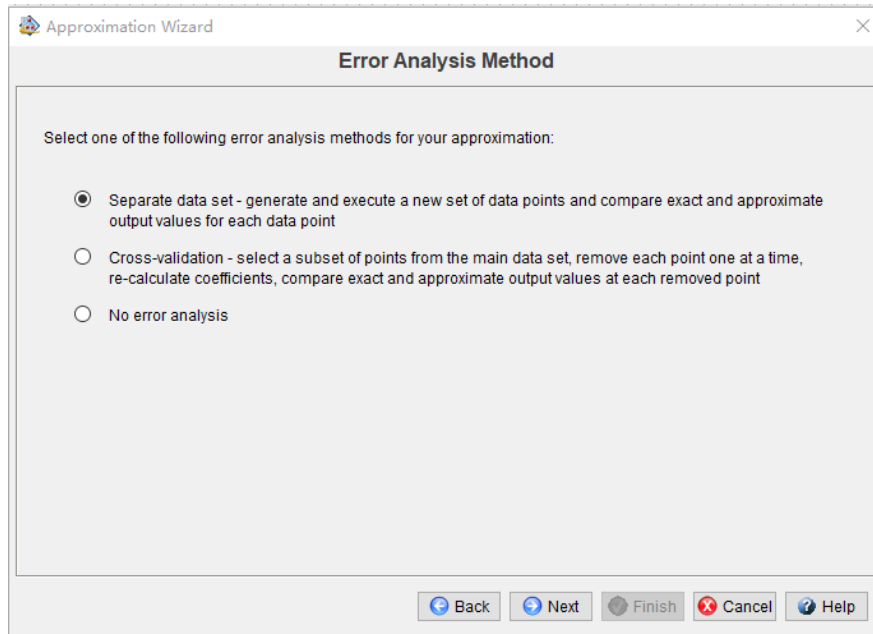 Approximation Wizard
Error Analysis Method
Select one of the following error analysis methods for your approximation:
Separate data set - generate and execute a new set of data points and compare exact and approximate
output values for each data point
Cross-validation - select a subset of points from the main data set, remove each point one at a time,
re-calculate coefficients, compare exact and approximate output values at each removed point
No error analysis
Back Next Finish Cancel Help